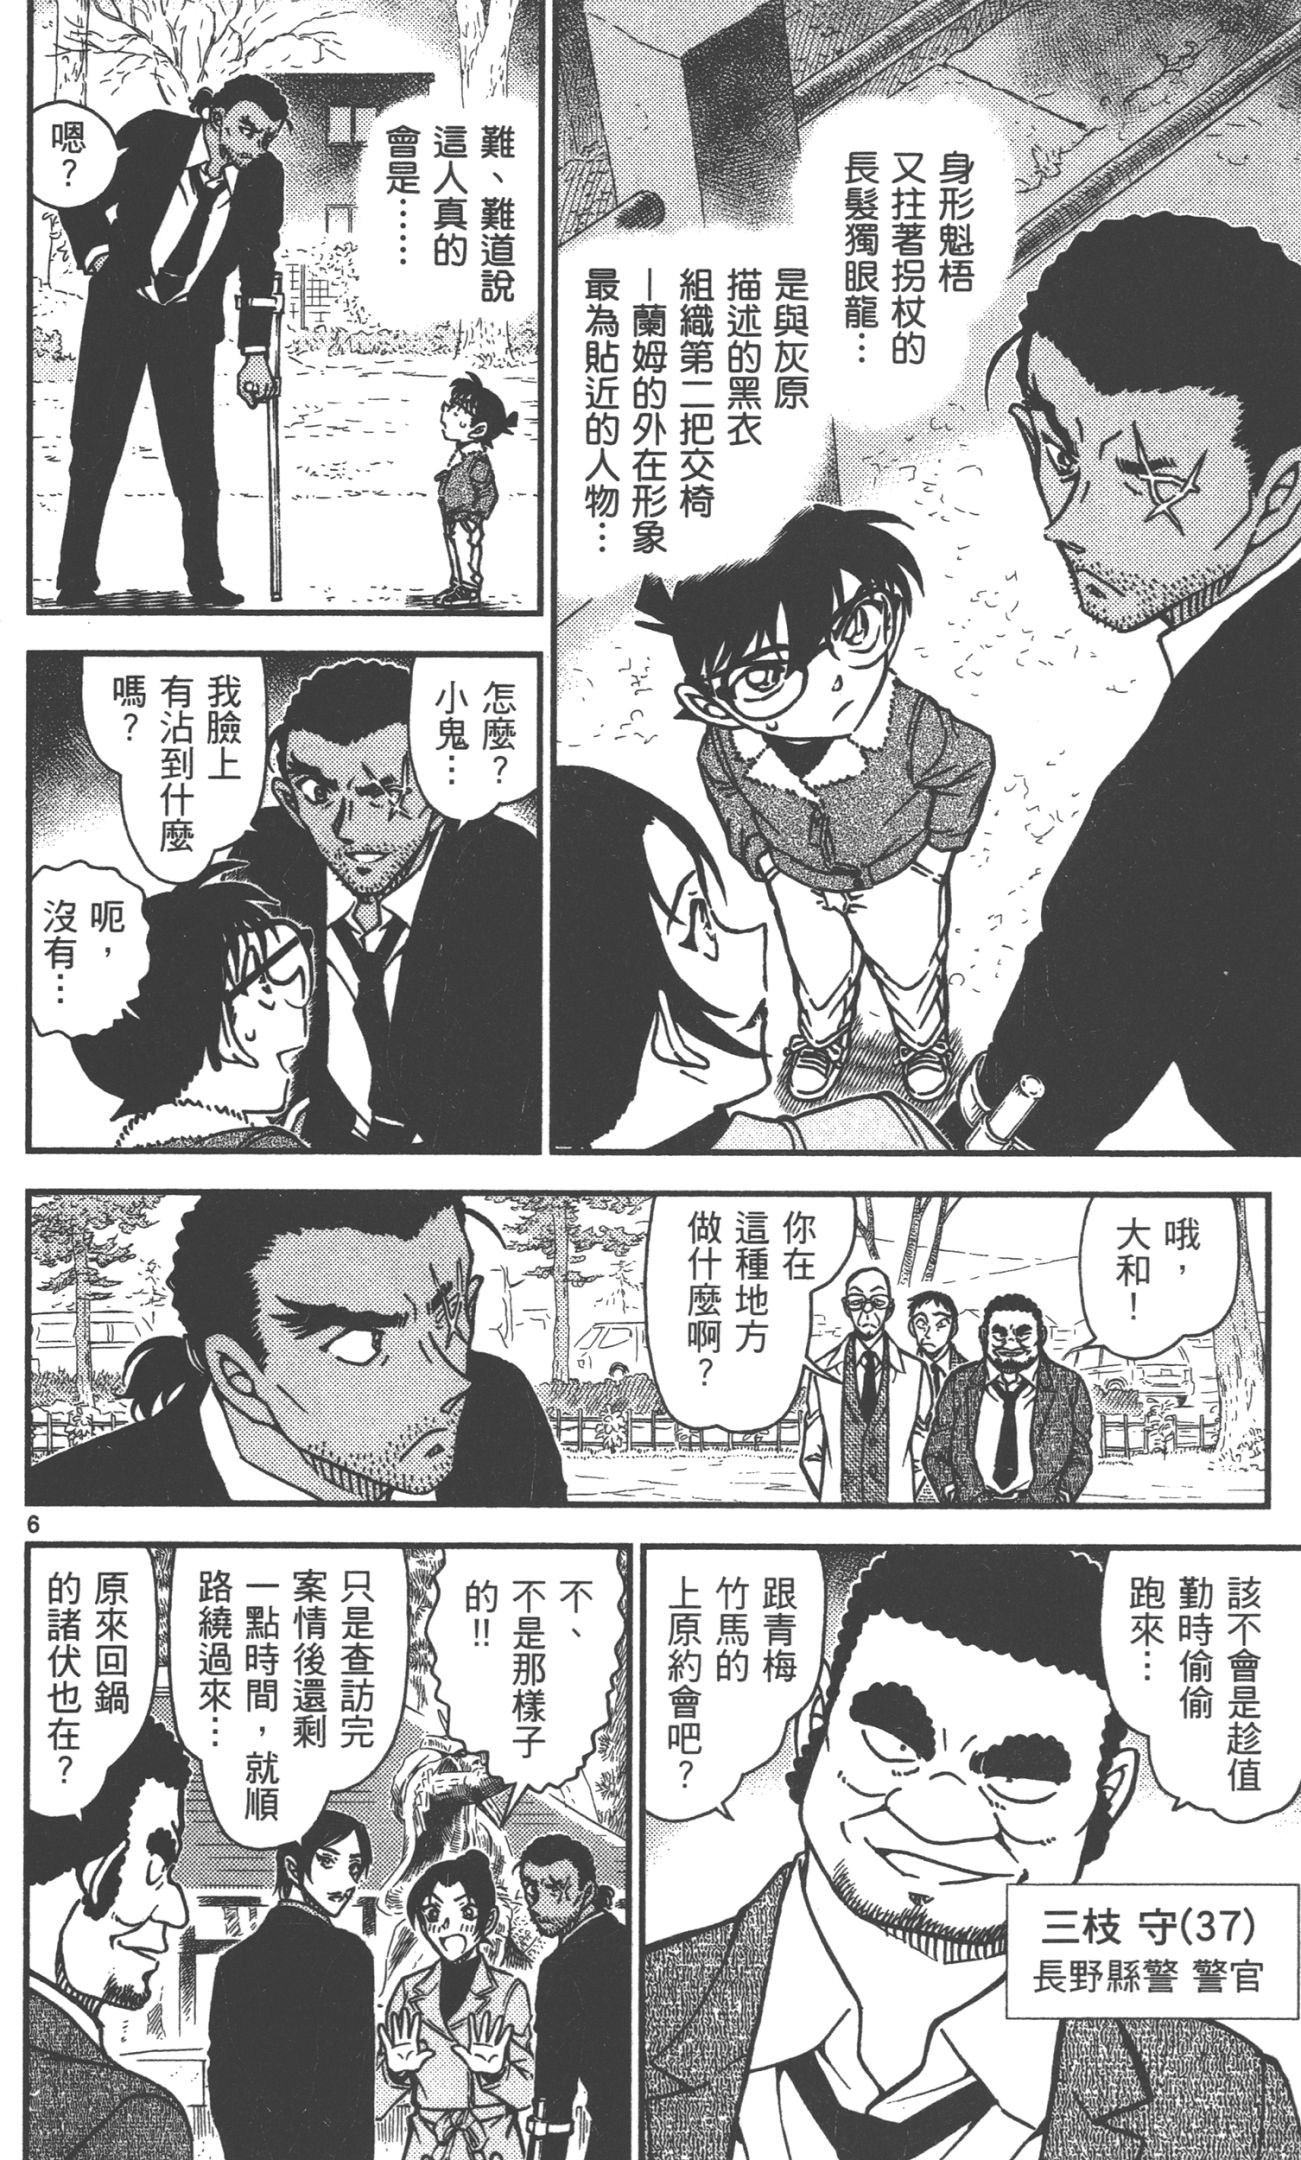 身形魁梧
又拄著拐杖的
長髮獨眼龍…
是與灰原
描述的黑衣
組織第二把交椅
—蘭姆的外在形象
最為貼近的人物…
難、難道說
這人真的
會是……
嗯?
怎麼?
小鬼…
我臉上
有沾到什麼
嗎?
呃，
沒有…
哦，
大和!
你在
這種地方
做什麼啊?
6
該不會是趁值
勤時偷偷
跑來…
跟青梅
竹馬的
上原約會吧?
三枝 守(37)
長野縣警 警官
不、
不是那樣子
的!!
只是查訪完
案情後還剩
一點時間，就順
路繞過來…
原來回鍋
的諸伏也在?